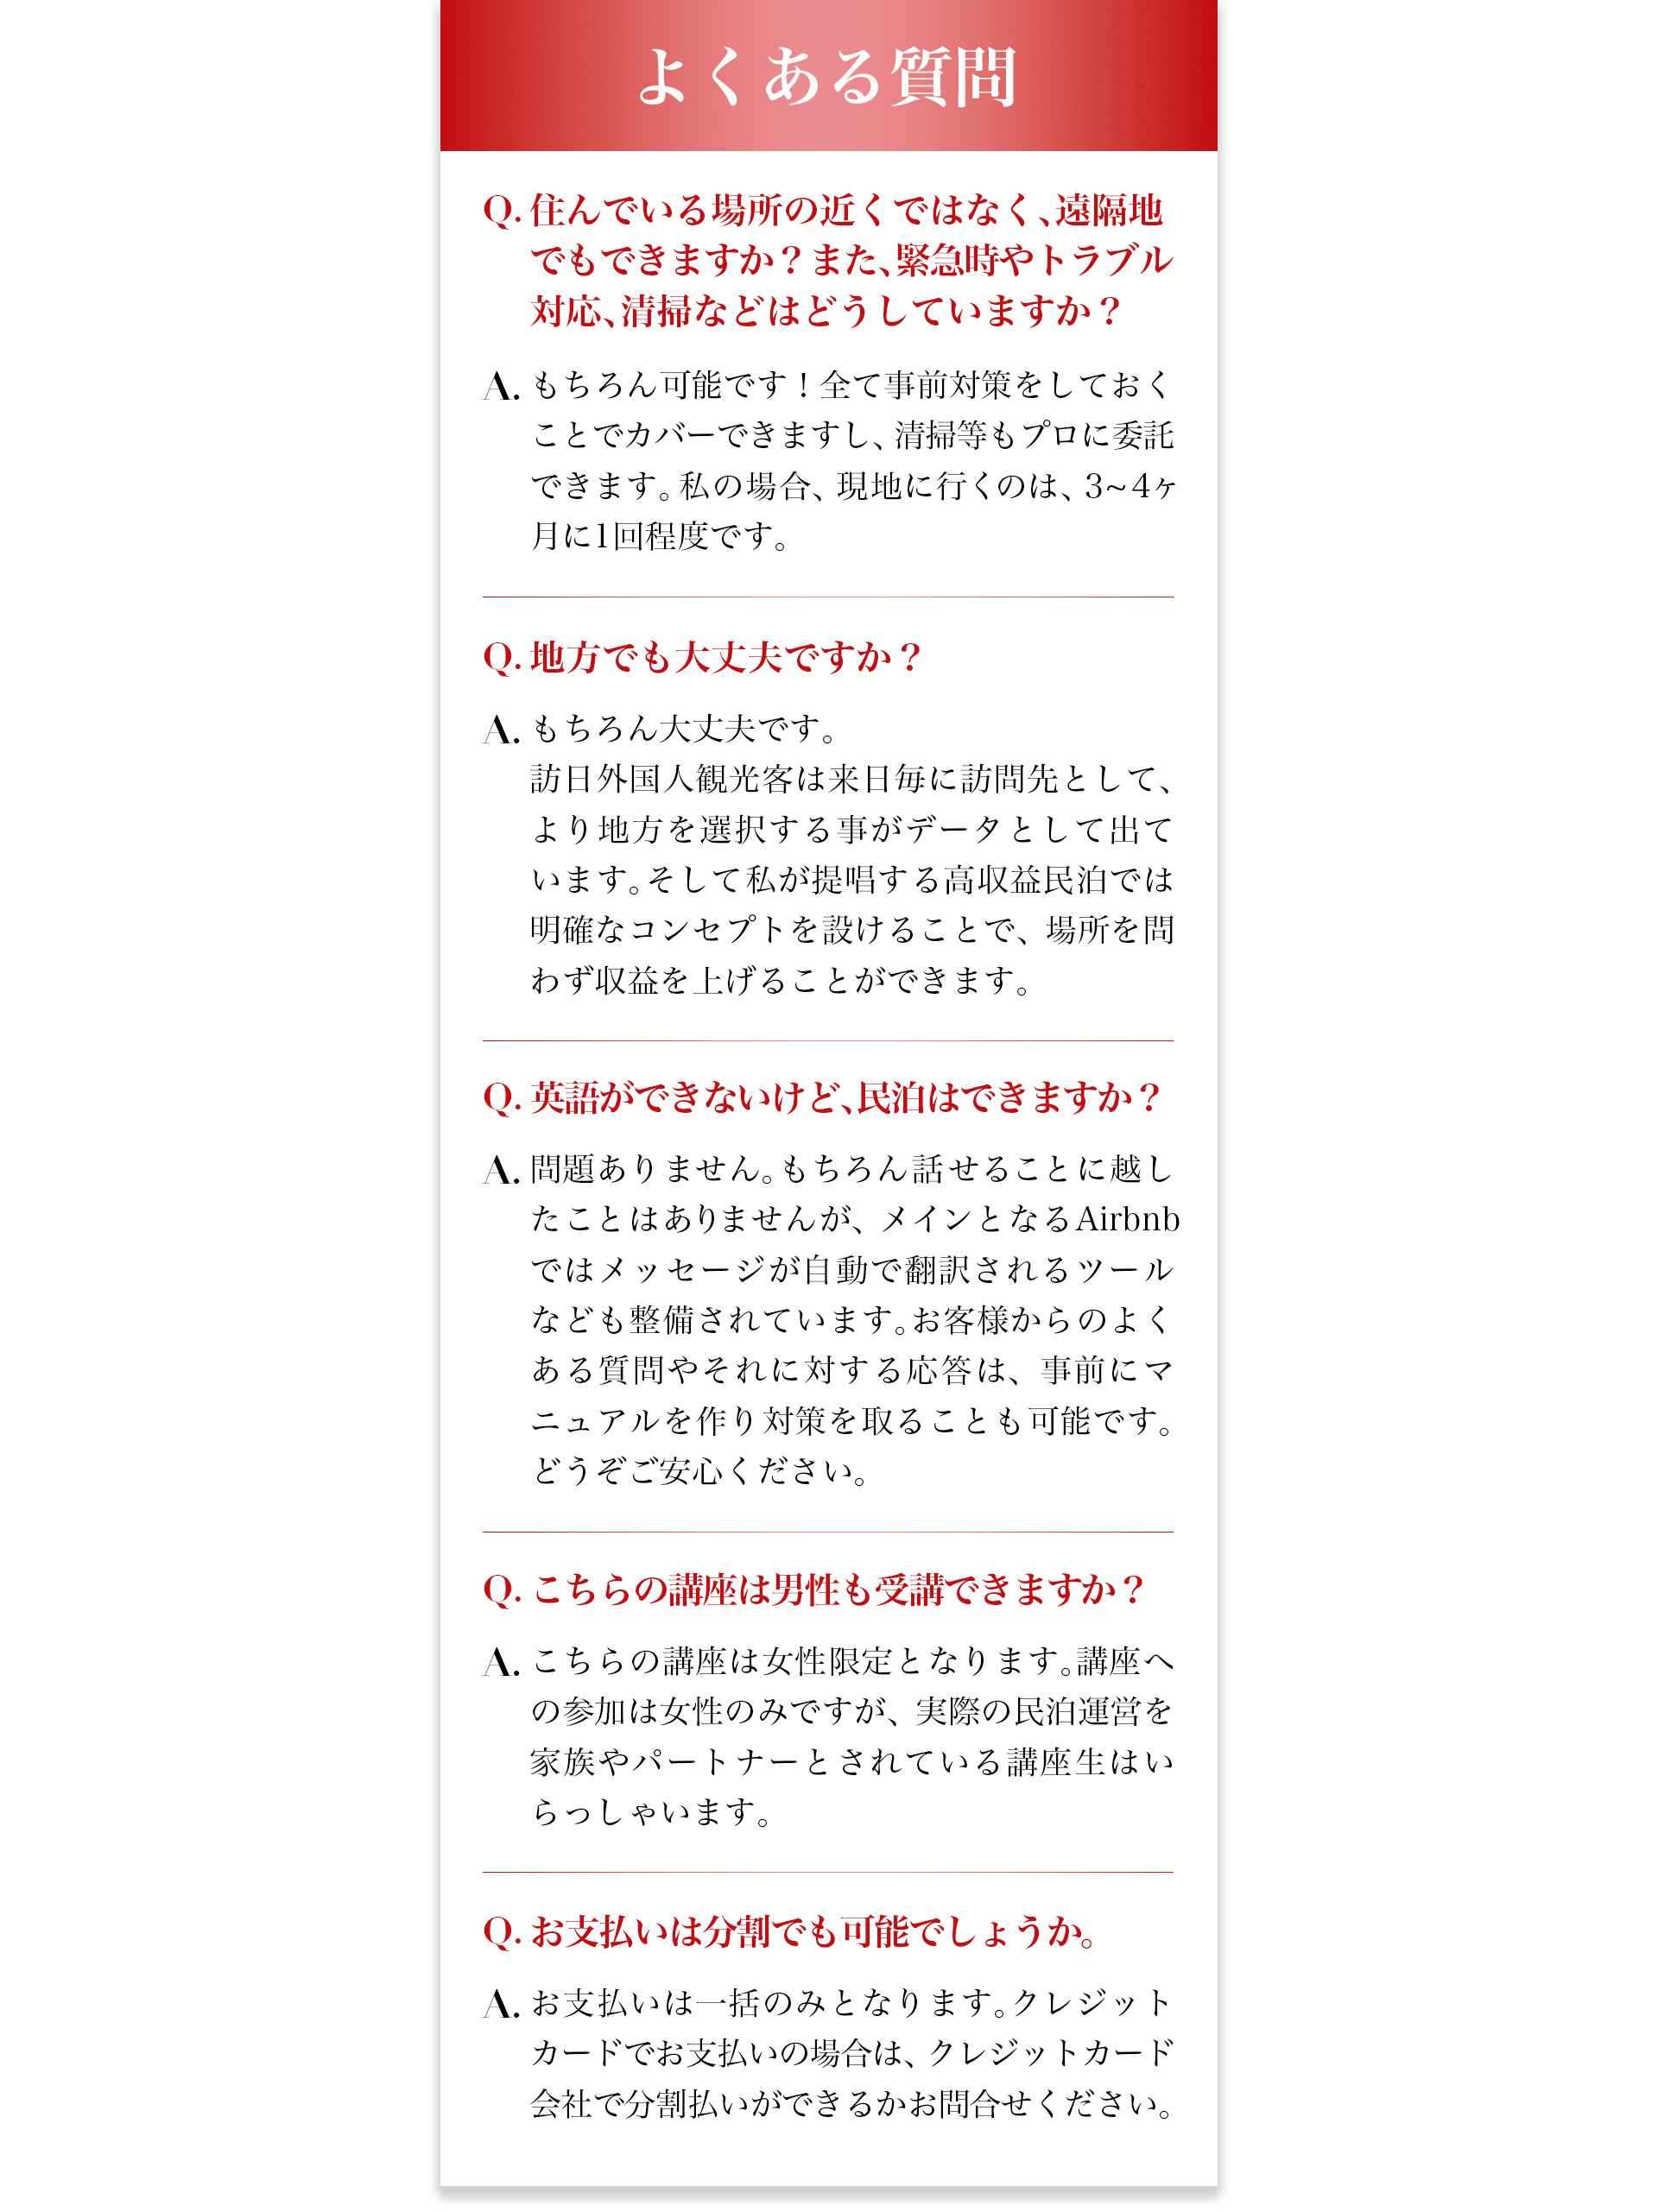 よくある質問
Q. 住んでいる場所の近くではなく、遠隔地
でもできますか？また、緊急時やトラブル
対応、清掃などはどうしていますか？
A. もちろん可能です！全て事前対策をしておく
ことでカバーできますし、清掃等もプロに委託
できます。私の場合、現地に行くのは、3~4ヶ
月に1回程度です。
Q. 地方でも大丈夫ですか？
A. もちろん大丈夫です。
訪日外国人観光客は来日毎に訪問先として、
より地方を選択する事がデータとして出て
います。そして私が提唱する高収益民泊では
明確なコンセプトを設けることで、場所を問
わず収益を上げることができます。
Q. 英語ができないけど、民泊はできますか？
A. 問題ありません。もちろん話せることに越し
たことはありませんが、メインとなるAirbnb
ではメッセージが自動で翻訳されるツール
なども整備されています。お客様からのよく
ある質問やそれに対する応答は、事前にマ
ニュアルを作り対策を取ることも可能です。
どうぞご安心ください。
Q. こちらの講座は男性も受講できますか？
A. こちらの講座は女性限定となります。講座へ
の参加は女性のみですが、実際の民泊運営を
家族やパートナーとされている講座生はい
らっしゃいます。
Q. お支払いは分割でも可能でしょうか。
A. お支払いは一括のみとなります。クレジット
カードでお支払いの場合は、クレジットカード
会社で分割払いができるかお問合せください。